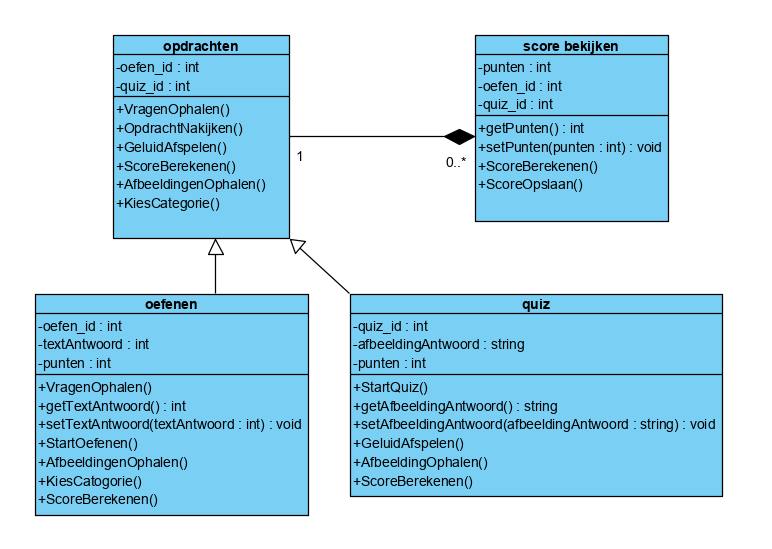 opdrachten
-oefen_id : int
-quiz_id : int
+VragenOphalen()
+OpdrachtNakijken()
+GeluidAfspelen()
+ScoreBerekenen()
+AfbeeldingenOphalen()
+KiesCategorie()
1
0..*
score bekijken
-punten : int
-oefen_id : int
-quiz_id : int
+getPunten() : int
+setPunten(punten : int) : void
+ScoreBerekenen()
+ScoreOpslaan()
oefenen
-oefen_id : int
-textAntwoord : int
-punten : int
+VragenOphalen()
+getTextAntwoord() : int
+setTextAntwoord(textAntwoord : int) : void
+StartOefenen()
+AfbeeldingenOphalen()
+KiesCatogorie()
+ScoreBerekenen()
quiz
-quiz_id : int
-afbeeldingAntwoord : string
-punten : int
+StartQuiz()
+getAfbeeldingAntwoord() : string
+setAfbeeldingAntwoord(afbeeldingAntwoord : string) : void
+GeluidAfspelen()
+AfbeeldingOphalen()
+ScoreBerekenen()